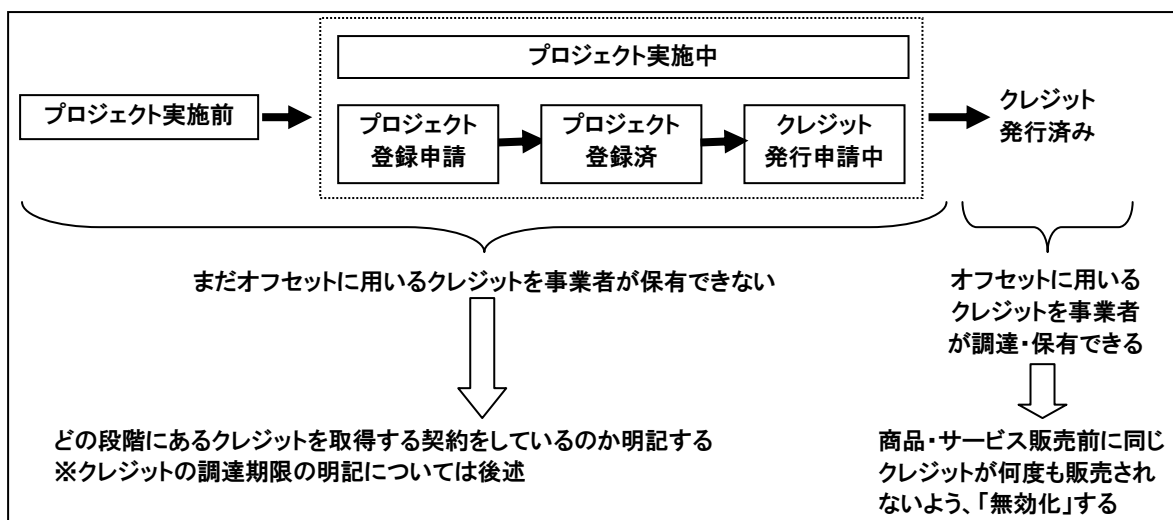 プロジェクト実施中
プロジェクト実施前
プロジェクト
登録申請
プロジェクト
登録済
クレジット
発行申請中
クレジット
発行済み
まだオフセットに用いるクレジットを事業者が保有できない
オフセットに用いる
クレジットを事業者
が調達・保有できる
どの段階にあるクレジットを取得する契約をしているのか明記する
※クレジットの調達期限の明記については後述
商品・サービス販売前に同じ
クレジットが何度も販売され
ないよう、「無効化」する